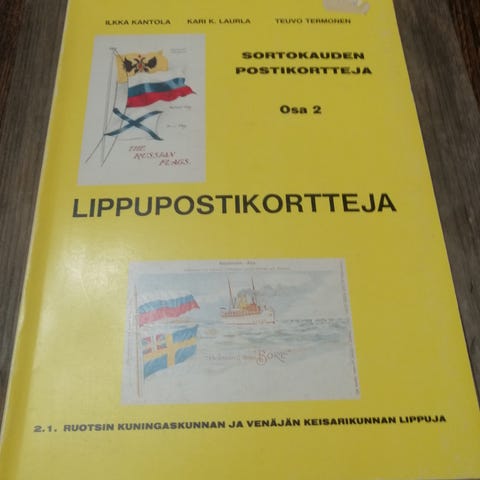 ILKKA KANTOLA KARI K. LAURLA TEUVO TERMONEN
SORTOKAUDEN
POSTIKORTTEJA
Osa 2
THE
RUSSIAN
FLAGS.
LIPPUPOSTIKORTTEJA
"BORE"
2.1. RUOTSIN KUNINGASKUNNAN JA VENÄJÄN KEISARIKUNNAN LIPPUJA